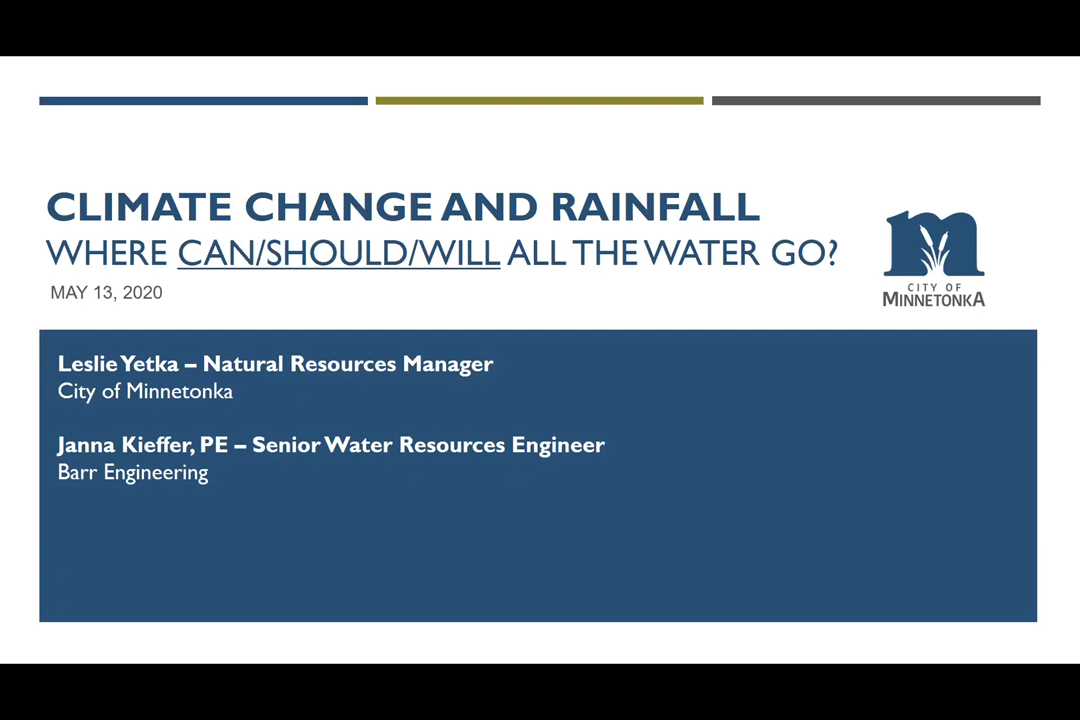 CLIMATE CHANGE AND RAINFALL
WHERE CAN/SHOULD/WILL ALL THE WATER GO?
MAY 13, 2020
CITY OF
MINNETONKA
Leslie Yetka – Natural Resources Manager
City of Minnetonka
Janna Kieffer, PE – Senior Water Resources Engineer
Barr Engineering